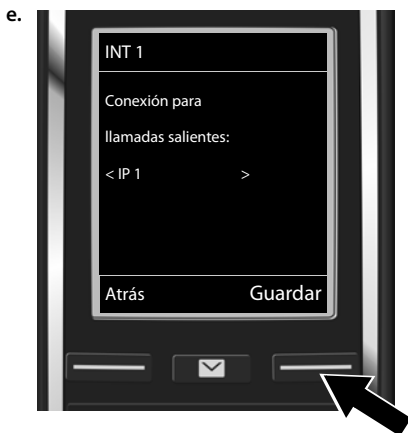 e.
INT 1
Conexión para
llamadas salientes:
< IP 1 >
Atrás Guardar